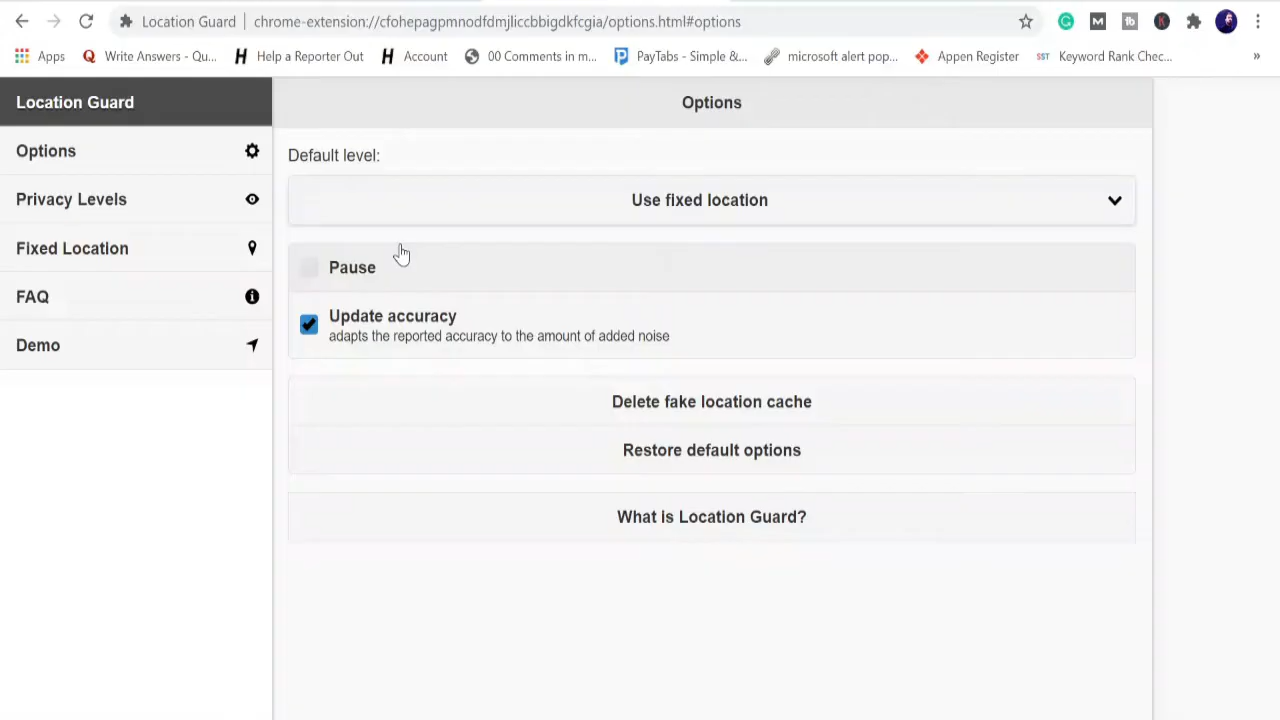 Location Guard | chrome-extension://cfohepagpmnodfdmjliccbbigdkfcgia/options.html#options
Apps Write Answers - Qu... Help a Reporter Out Account 00 Comments in m... PayTabs - Simple &... microsoft alert pop... Appen Register SST Keyword Rank Chec... »
Location Guard
Options
Privacy Levels
Fixed Location
FAQ
Demo
Options
Default level:
Use fixed location
Pause
Update accuracy
adapts the reported accuracy to the amount of added noise
Delete fake location cache
Restore default options
What is Location Guard?